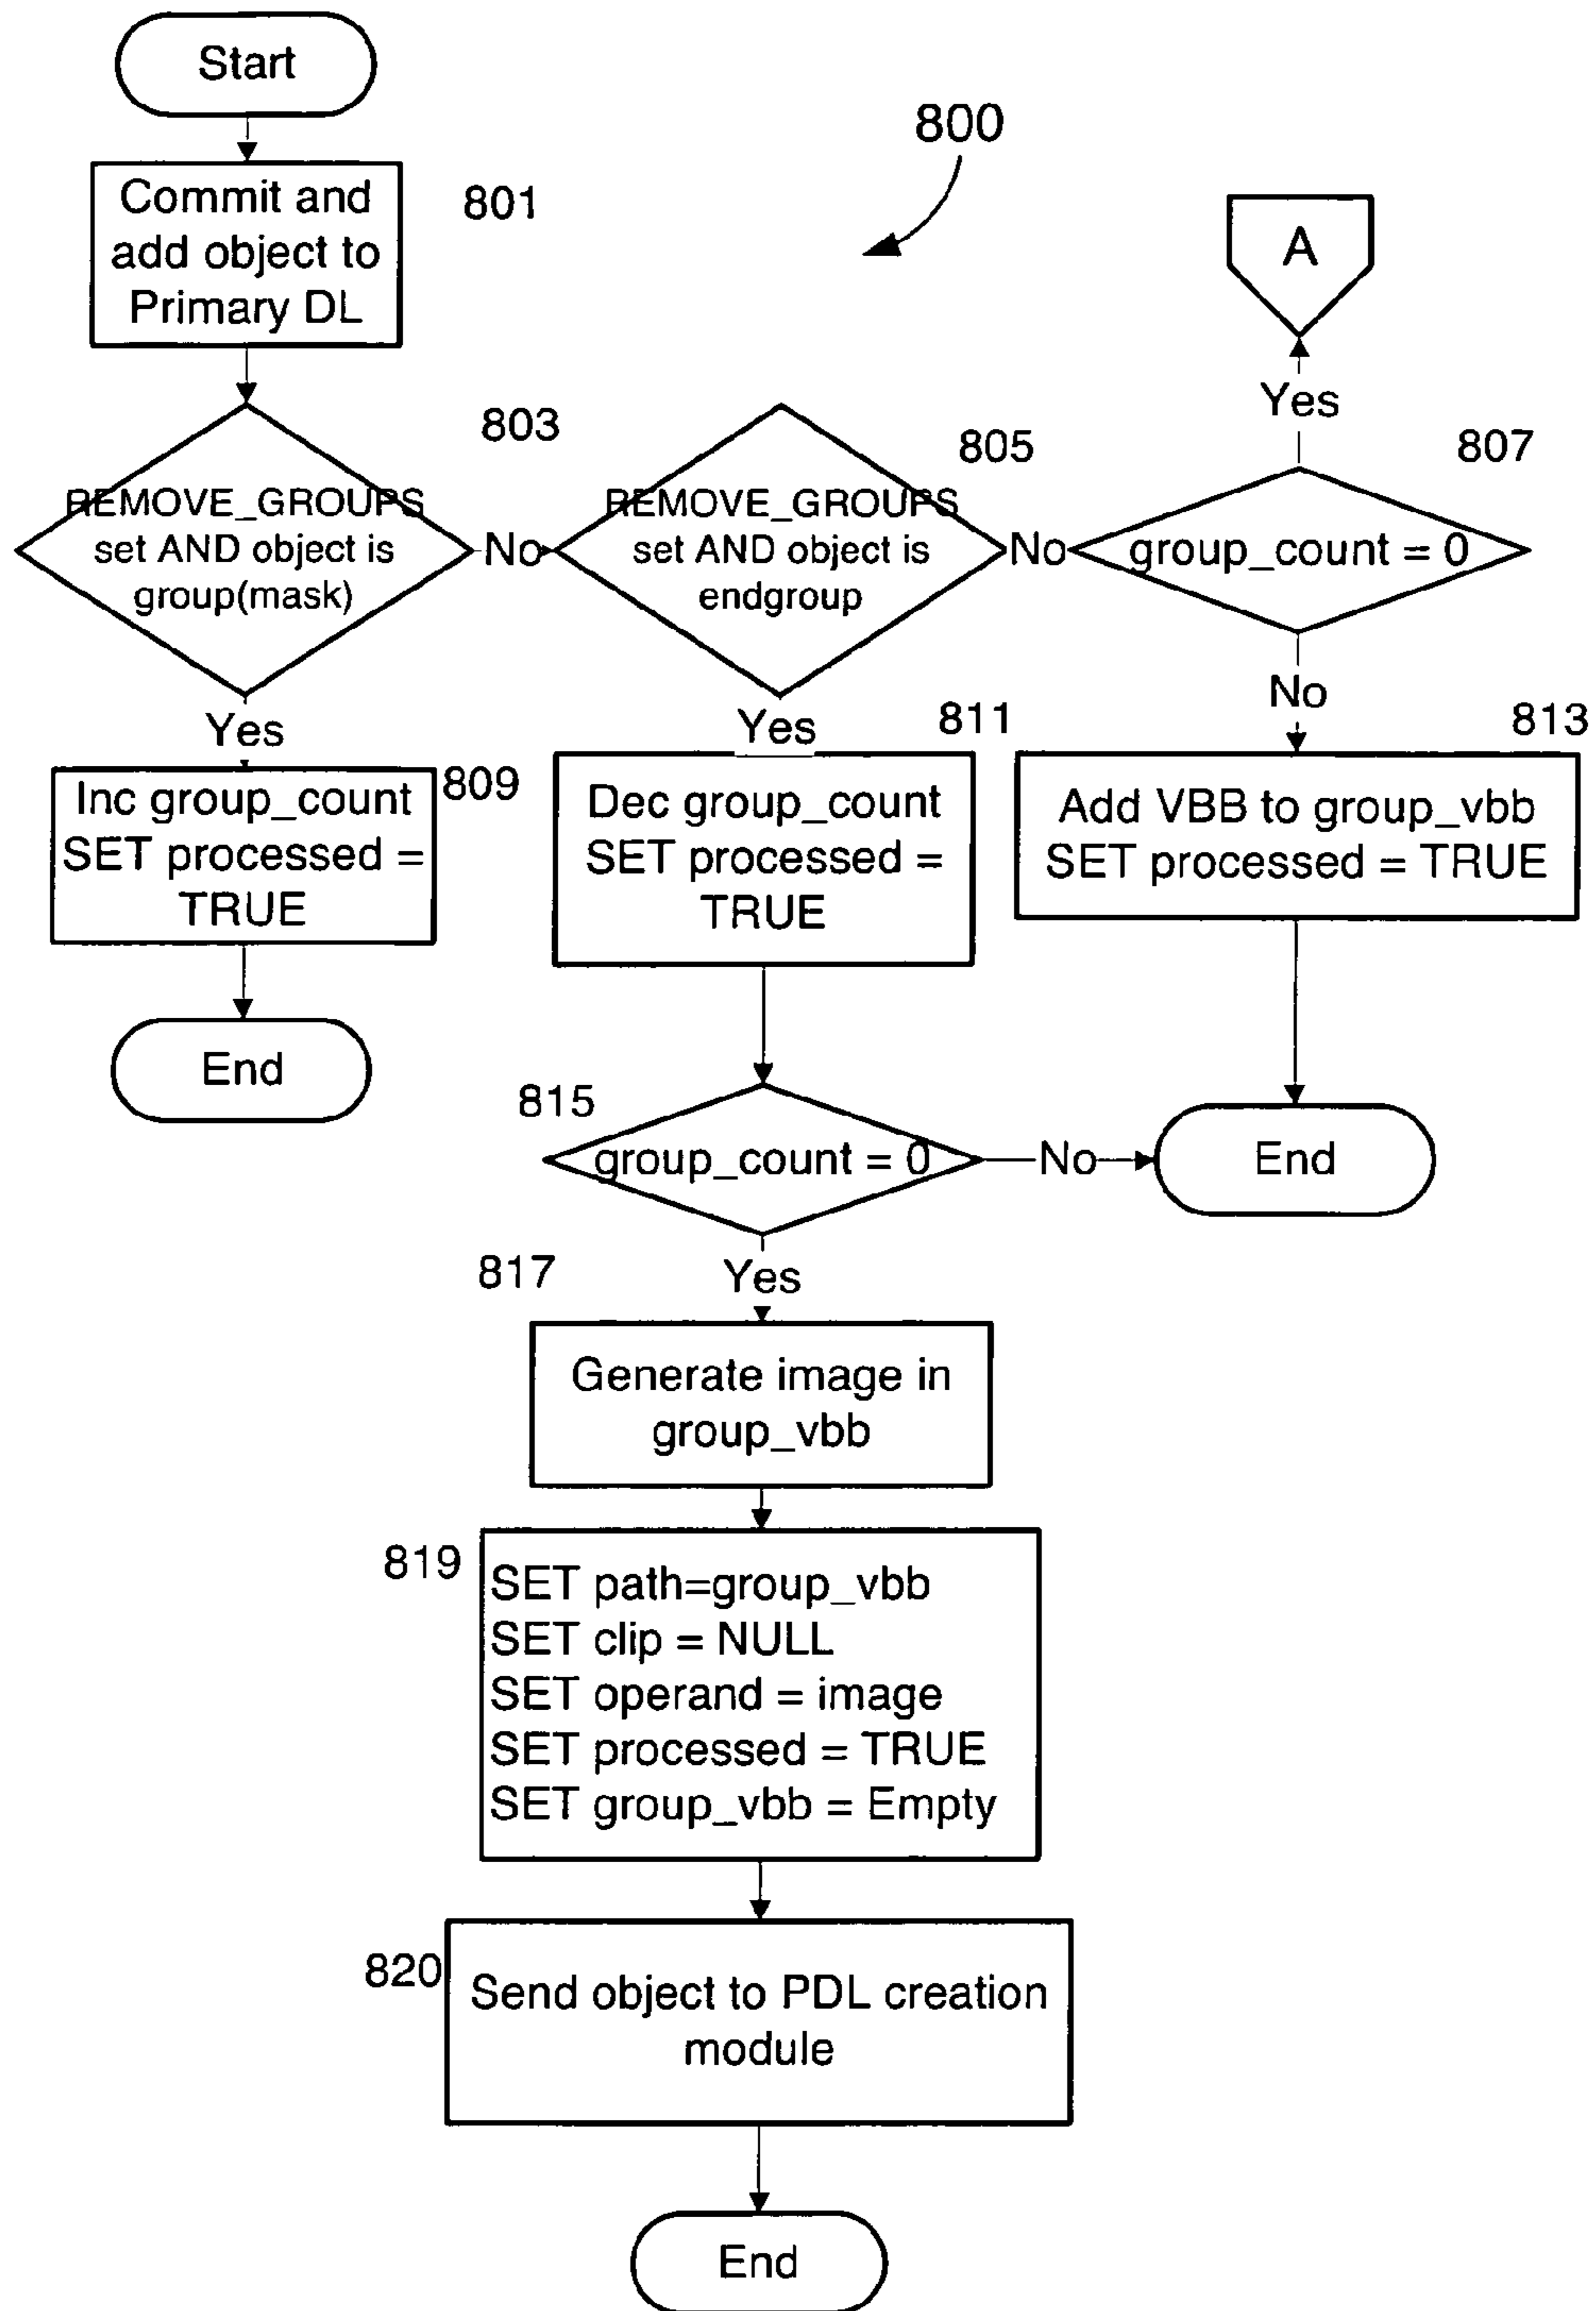 Start
800
801
Commit and
add object to
Primary DL
A
Yes
803
REMOVE_GROUPS
set AND object is
group(mask)
No
805
REMOVE_GROUPS
set AND object is
endgroup
No
807
group_count = 0
Yes
809
Inc group_count
SET processed =
TRUE
End
Yes
811
Dec group_count
SET processed =
TRUE
No
813
Add VBB to group_vbb
SET processed = TRUE
815
group_count = 0
No
End
817
Yes
Generate image in
group_vbb
819
SET path=group_vbb
SET clip = NULL
SET operand = image
SET processed = TRUE
SET group_vbb = Empty
820
Send object to PDL creation
module
End